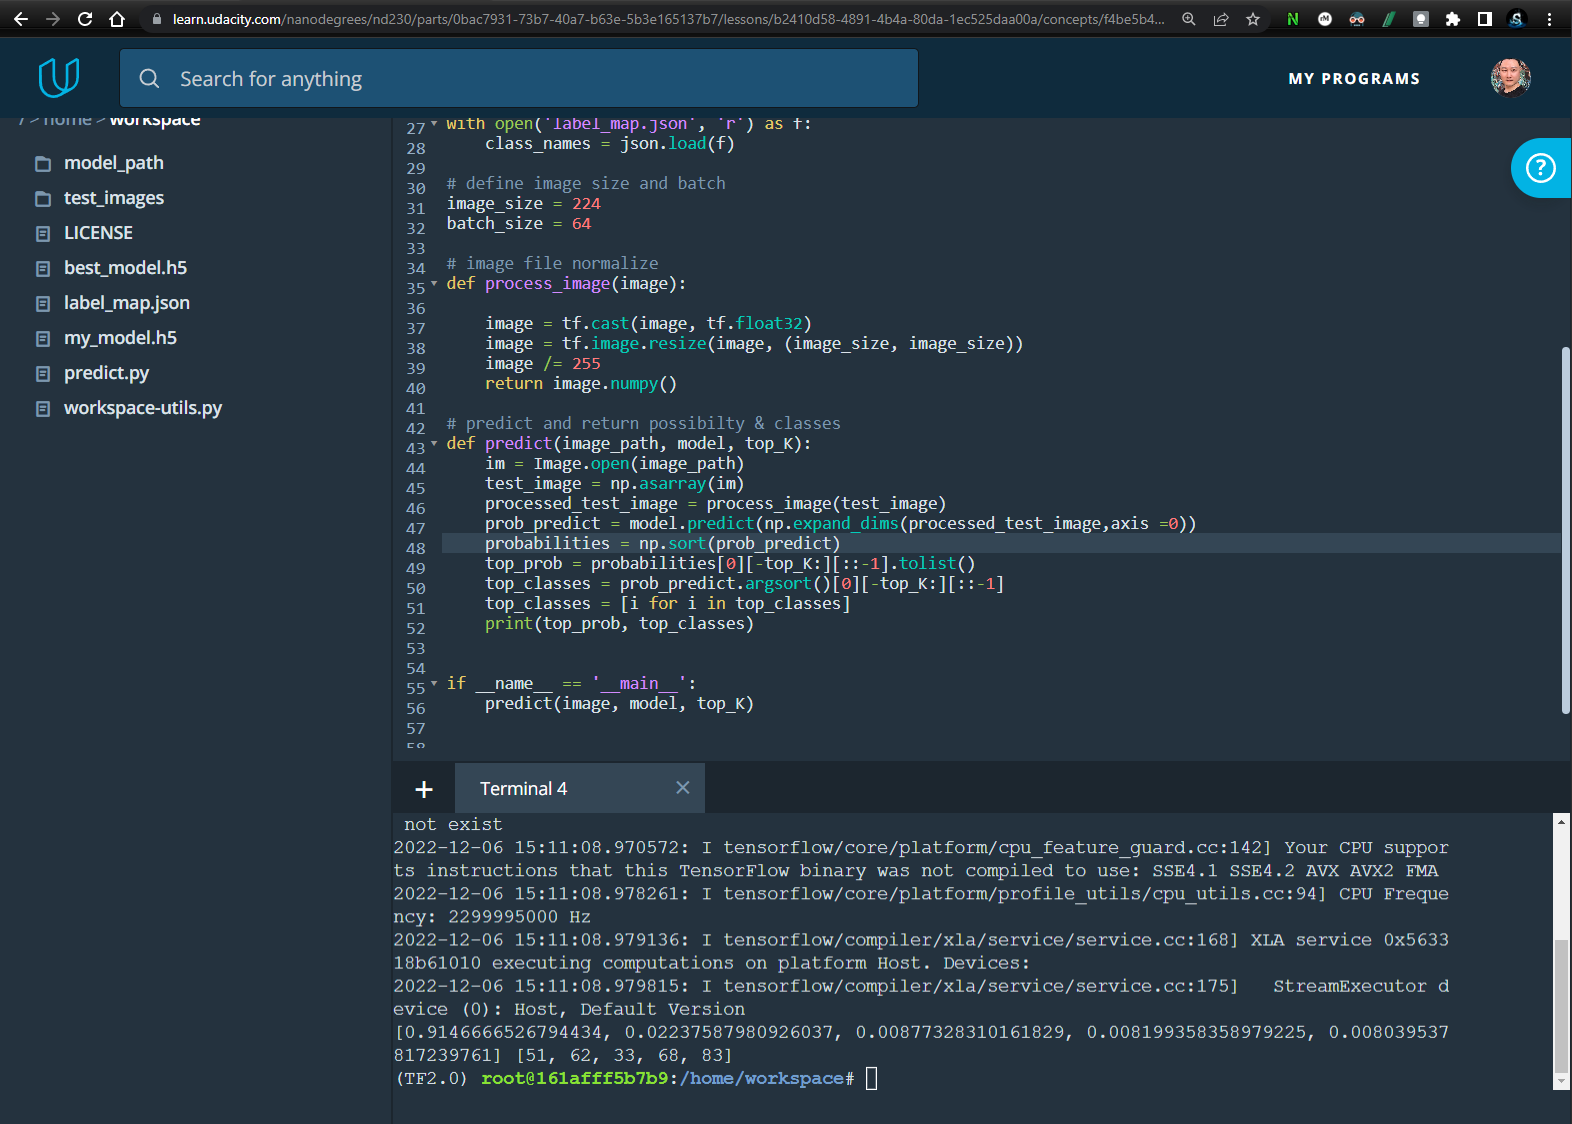 learn.udacity.com/nanodegrees/nd230/parts/0bac7931-73b7-40a7-b63e-5b3e165137b7/lessons/b2410d58-4891-4b4a-80da-1ec525daa00a/concepts/f4be5b4...
Search for anything
MY PROGRAMS
/ > home > workspace
model_path
test_images
LICENSE
best_model.h5
label_map.json
my_model.h5
predict.py
workspace-utils.py
27 with open('label_map.json', 'r') as f:
28     class_names = json.load(f)
29
30 # define image size and batch
31 image_size = 224
32 batch_size = 64
33
34 # image file normalize
35 def process_image(image):
36
37     image = tf.cast(image, tf.float32)
38     image = tf.image.resize(image, (image_size, image_size))
39     image /= 255
40     return image.numpy()
41
42 # predict and return possibilty & classes
43 def predict(image_path, model, top_K):
44     im = Image.open(image_path)
45     test_image = np.asarray(im)
46     processed_test_image = process_image(test_image)
47     prob_predict = model.predict(np.expand_dims(processed_test_image,axis =0))
48     probabilities = np.sort(prob_predict)
49     top_prob = probabilities[0][-top_K:][::-1].tolist()
50     top_classes = prob_predict.argsort()[0][-top_K:][::-1]
51     top_classes = [i for i in top_classes]
52     print(top_prob, top_classes)
53
54
55 if __name__ == '__main__':
56     predict(image, model, top_K)
57
58
+ Terminal 4 ×
not exist
2022-12-06 15:11:08.970572: I tensorflow/core/platform/cpu_feature_guard.cc:142] Your CPU suppor
ts instructions that this TensorFlow binary was not compiled to use: SSE4.1 SSE4.2 AVX AVX2 FMA
2022-12-06 15:11:08.978261: I tensorflow/core/platform/profile_utils/cpu_utils.cc:94] CPU Freque
ncy: 2299995000 Hz
2022-12-06 15:11:08.979136: I tensorflow/compiler/xla/service/service.cc:168] XLA service 0x5633
18b61010 executing computations on platform Host. Devices:
2022-12-06 15:11:08.979815: I tensorflow/compiler/xla/service/service.cc:175]   StreamExecutor d
evice (0): Host, Default Version
[0.9146666526794434, 0.02237587980926037, 0.00877328310161829, 0.008199358358979225, 0.008039537
817239761] [51, 62, 33, 68, 83]
(TF2.0) root@161afff5b7b9:/home/workspace#